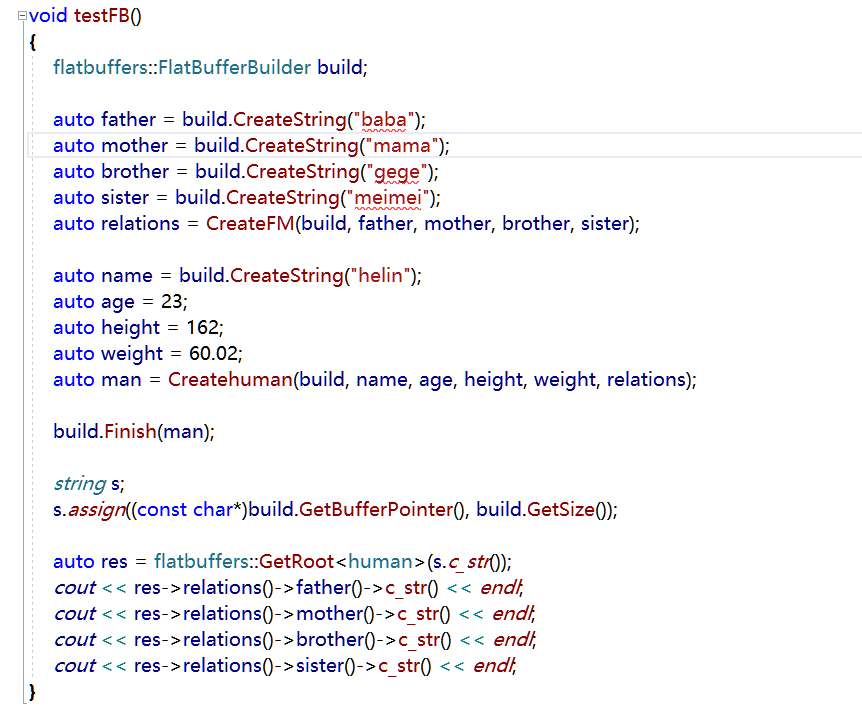 void testFB()
{
flatbuffers::FlatBufferBuilder build;
auto father = build.CreateString("baba");
auto mother = build.CreateString("mama");
auto brother = build.CreateString("gege");
auto sister = build.CreateString("meimei");
auto relations = CreateFM(build, father, mother, brother, sister);
auto name = build.CreateString("helin");
auto age = 23;
auto height = 162;
auto weight = 60.02;
auto man = Createhuman(build, name, age, height, weight, relations);
build.Finish(man);
string s;
s.assign((const char*)build.GetBufferPointer(), build.GetSize());
auto res = flatbuffers::GetRoot<human>(s.c_str());
cout << res->relations()->father()->c_str() << endl;
cout << res->relations()->mother()->c_str() << endl;
cout << res->relations()->brother()->c_str() << endl;
cout << res->relations()->sister()->c_str() << endl;
}